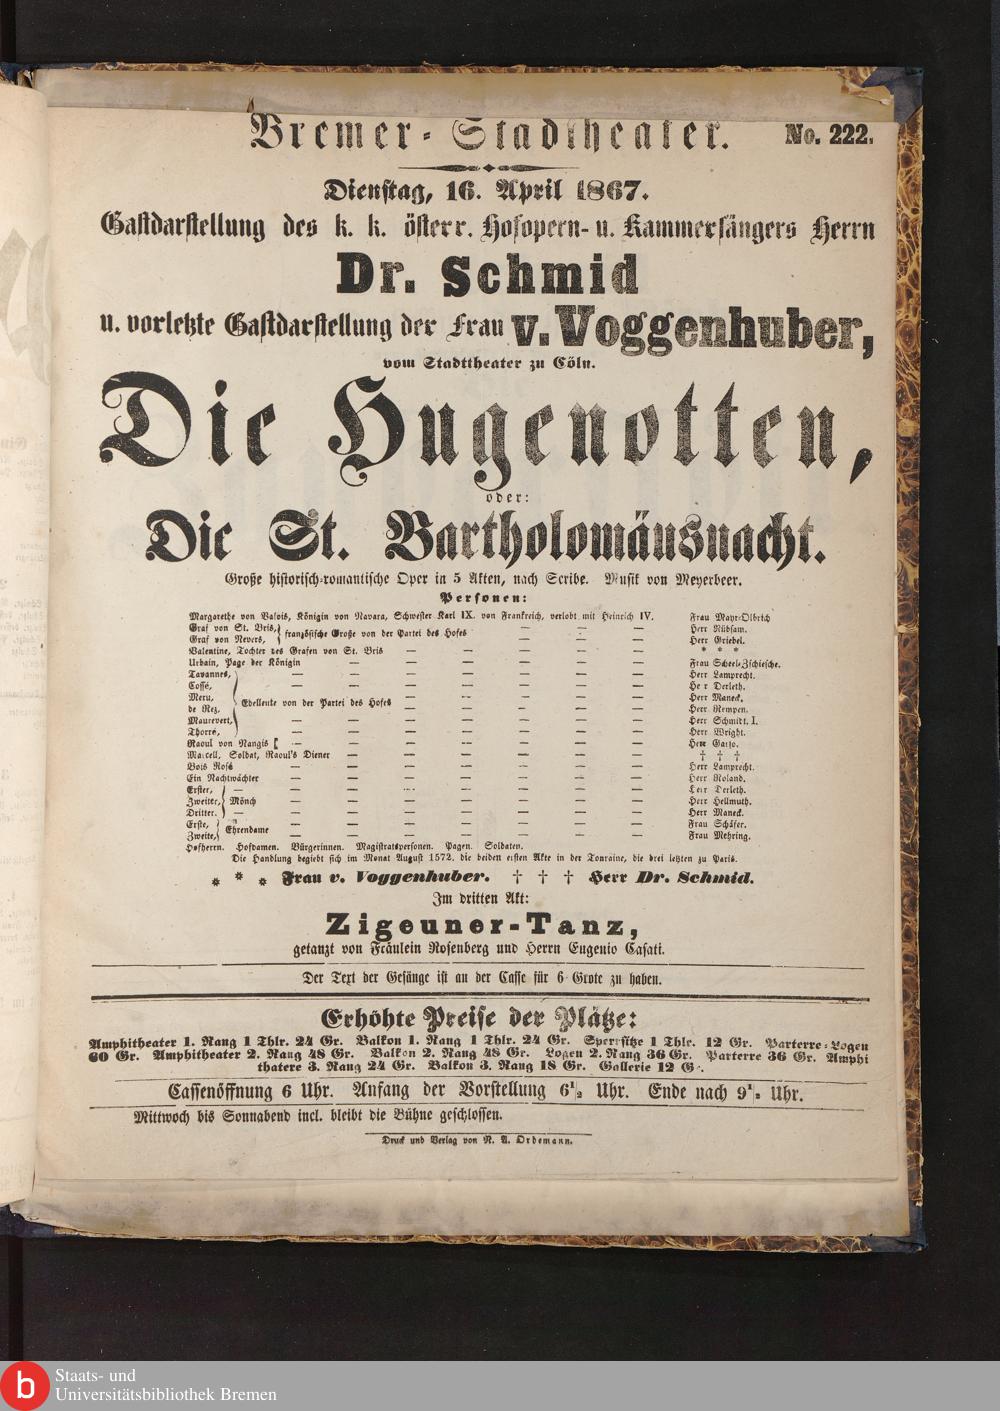 Bremer-Stadttheater. No. 222.
Dienstag, 16. April 1867.
Gastdarstellung des k. k. österr. Hofopern- u. Kammersängers Herrn
Dr. Schmid
u. vorletzte Gastdarstellung der Frau v. Voggenhuber,
vom Stadttheater zu Cöln.
Die Hugenotten,
oder:
Die St. Bartholomäusnacht.
Große historisch-romantische Oper in 5 Akten, nach Scribe. Musik von Meyerbeer.
Personen:
Margarethe von Valois, Königin von Navara, Schwester Karl IX. von Frankreich, verlobt mit Heinrich IV. Frau Mayr-Olbrich
Graf von St. Bris, Herr Rübsam.
Graf von Nevers, französische Große von der Partei des Hofes — — — Herr Griebel.
Valentine, Tochter des Grafen von St. Bris — — — — — * * *
Urbain, Page der Königin — — — — — — Frau Scheel-Zschiesche.
Tavannes, — — — — — — — Herr Lamprecht.
Cossé, — — — — — — — Herr Derleth.
Meru, Herr Maneck.
de Rez, Edelleute von der Partei des Hofes — — — — — Herr Rempen.
Maurevert, — — — — — — — Herr Schmidt. I.
Thorré, — — — — — — — Herr Wright.
Raoul von Nangis — — — — — — — Herr Garso.
Marcell, Soldat, Raoul's Diener — — — — — — † † †
Bois Rosé — — — — — — — Herr Lamprecht.
Ein Nachtwächter — — — — — — — Herr Roland.
Erster, — — — — — — — — Herr Derleth.
Zweiter, Mönch — — — — — — — Herr Hellmuth.
Dritter. — — — — — — — — Herr Maneck.
Erste, Ehrendame — — — — — — — Frau Schäfer.
Zweite, — — — — — — — Frau Mehring.
Hofherrn. Hofdamen. Bürgerinnen. Magistratspersonen. Pagen. Soldaten.
Die Handlung begiebt sich im Monat August 1572. die beiden ersten Akte in der Tonraine, die drei letzten zu Paris.
* * * Frau v. Voggenhuber. † † † Herr Dr. Schmid.
Im dritten Akt:
Zigeuner-Tanz,
getanzt von Fräulein Rosenberg und Herrn Eugenio Casati.
Der Text der Gesänge ist an der Casse für 6 Grote zu haben.
Erhöhte Preise der Plätze:
Amphitheater 1. Rang 1 Thlr. 24 Gr. Balkon 1. Rang 1 Thlr. 24 Gr. Sperrsitze 1 Thlr. 12 Gr. Parterre-Logen
60 Gr. Amphitheater 2. Rang 48 Gr. Balkon 2. Rang 48 Gr. Logen 2. Rang 36 Gr. Parterre 36 Gr. Amphi
thatere 3. Rang 24 Gr. Balkon 3. Rang 18 Gr. Gallerie 12 Gr.
Cassenöffnung 6 Uhr. Anfang der Vorstellung 6½ Uhr. Ende nach 9½ Uhr.
Mittwoch bis Sonnabend incl. bleibt die Bühne geschlossen.
Druck und Verlag von N. A. Ordemann.
b Staats- und
Universitätsbibliothek Bremen